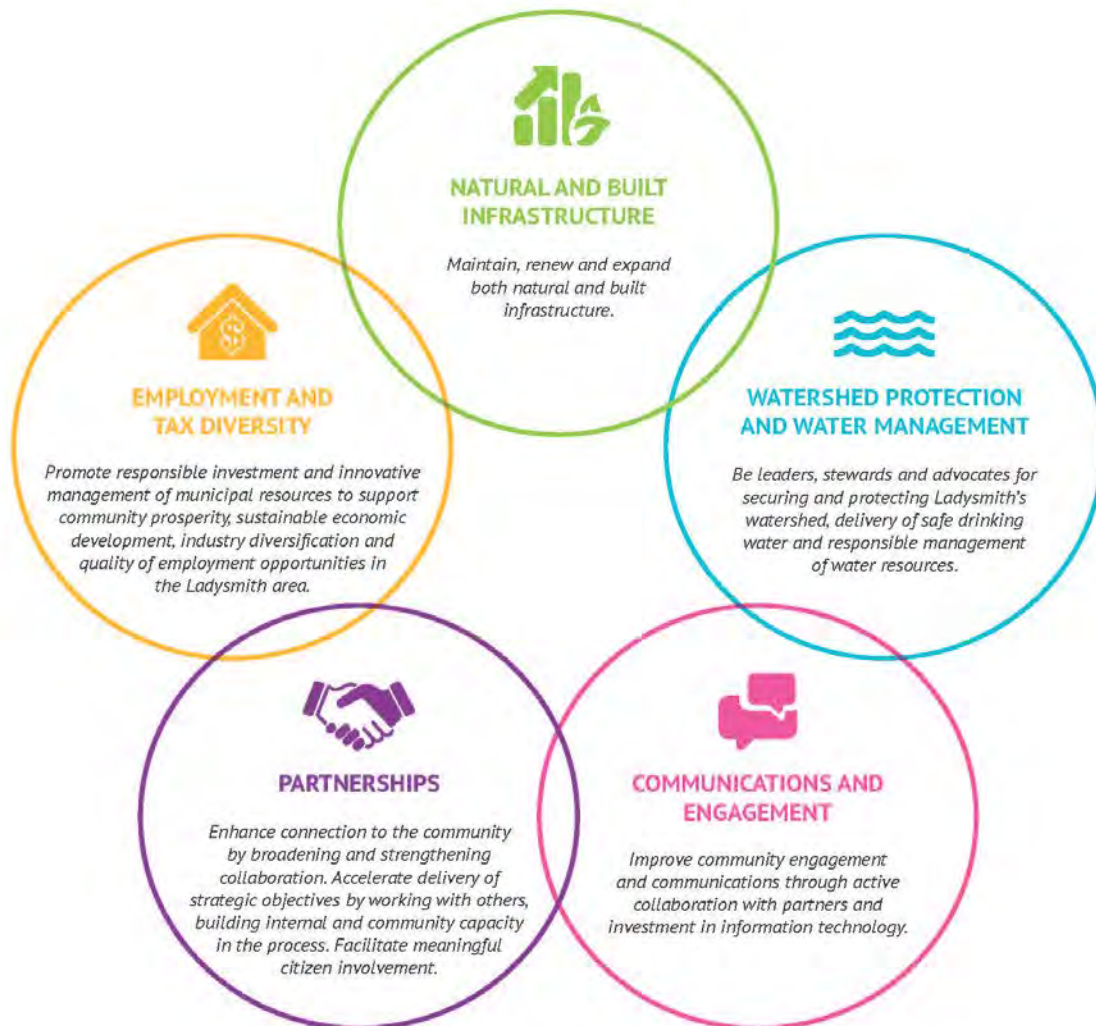 NATURAL AND BUILT
INFRASTRUCTURE
Maintain, renew and expand
both natural and built
infrastructure.
EMPLOYMENT AND
TAX DIVERSITY
Promote responsible investment and innovative
management of municipal resources to support
community prosperity, sustainable economic
development, industry diversification and
quality of employment opportunities in
the Ladysmith area.
WATERSHED PROTECTION
AND WATER MANAGEMENT
Be leaders, stewards and advocates for
securing and protecting Ladysmith's
watershed, delivery of safe drinking
water and responsible management
of water resources.
PARTNERSHIPS
Enhance connection to the community
by broadening and strengthening
collaboration. Accelerate delivery of
strategic objectives by working with others,
building internal and community capacity
in the process. Facilitate meaningful
citizen involvement.
COMMUNICATIONS AND
ENGAGEMENT
Improve community engagement
and communications through active
collaboration with partners and
investment in information technology.